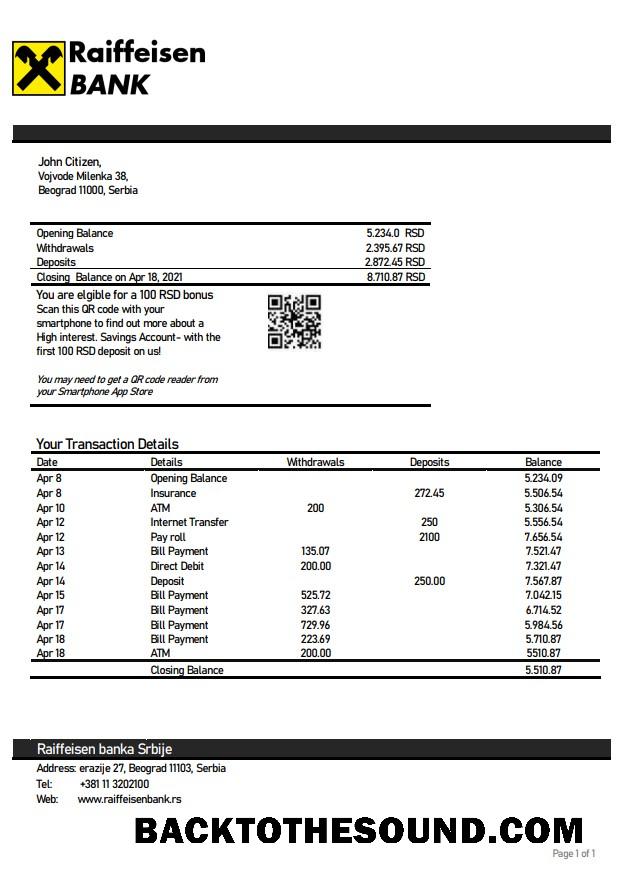 Raiffeisen
BANK
John Citizen,
Vojvode Milenka 38,
Beograd 11000, Serbia
Opening Balance 5.234.0 RSD
Withdrawals 2.395.67 RSD
Deposits 2.872.45 RSD
Closing Balance on Apr 18, 2021 8.710.87 RSD
You are elgible for a 100 RSD bonus
Scan this QR code with your
smartphone to find out more about a
High interest. Savings Account- with the
first 100 RSD deposit on us!
You may need to get a QR code reader from
your Smartphone App Store
Your Transaction Details
Date Details Withdrawals Deposits Balance
Apr 8 Opening Balance 5.234.09
Apr 8 Insurance 272.45 5.506.54
Apr 10 ATM 200 5.306.54
Apr 12 Internet Transfer 250 5.556.54
Apr 12 Pay roll 2100 7.656.54
Apr 13 Bill Payment 135.07 7.521.47
Apr 14 Direct Debit 200.00 7.321.47
Apr 14 Deposit 250.00 7.567.87
Apr 15 Bill Payment 525.72 7.042.15
Apr 17 Bill Payment 327.63 6.714.52
Apr 17 Bill Payment 729.96 5.984.56
Apr 18 Bill Payment 223.69 5.710.87
Apr 18 ATM 200.00 5510.87
Closing Balance 5.510.87
Raiffeisen banka Srbije
Address: erazije 27, Beograd 11103, Serbia
Tel: +381 11 3202100
Web: www.raiffeisenbank.rs
BACKTOTHESOUND.COM
Page 1 of 1